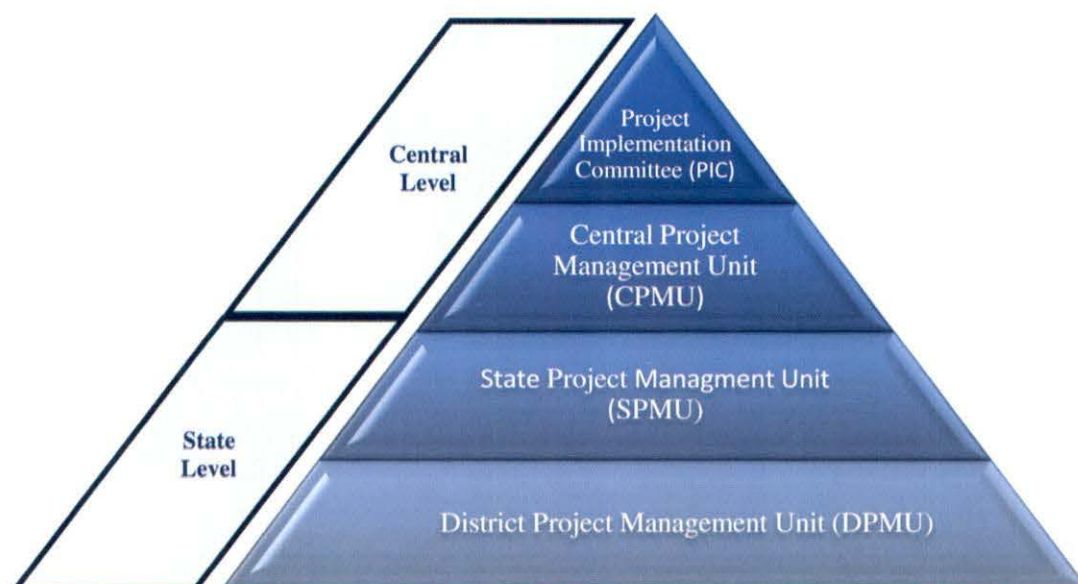 Central
Level
Project
Implementation
Committee (PIC)
Central Project
Management Unit
(CPMU)
State Project Managment Unit
(SPMU)
State
Level
District Project Management Unit (DPMU)